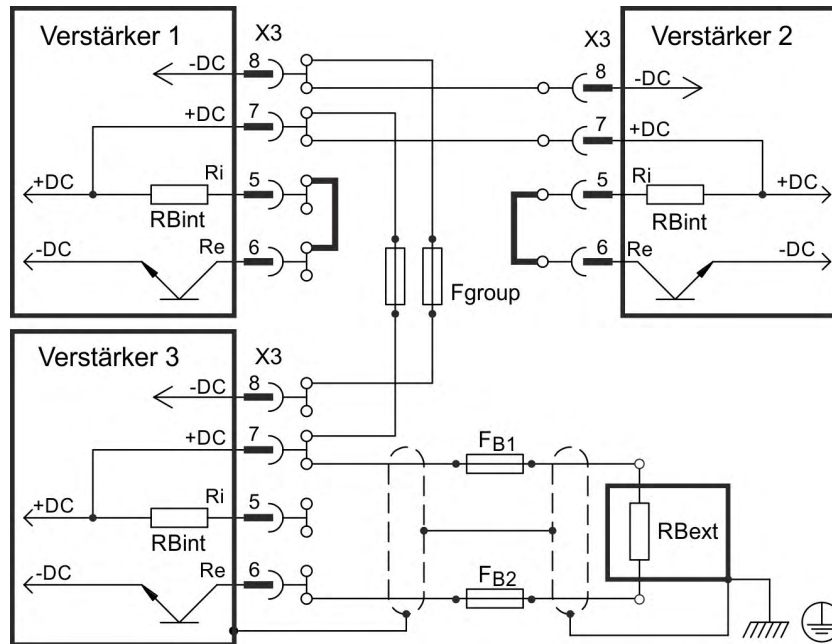 Verstärker 1
X3
-DC
8
+DC
7
+DC
Ri
5
RBint
-DC
Re
6
Verstärker 2
X3
8
-DC
7
+DC
5
Ri
+DC
RBint
6
Re
-DC
Fgroup
Verstärker 3
X3
-DC
8
+DC
7
+DC
Ri
5
RBint
-DC
Re
6
FB1
FB2
RBext